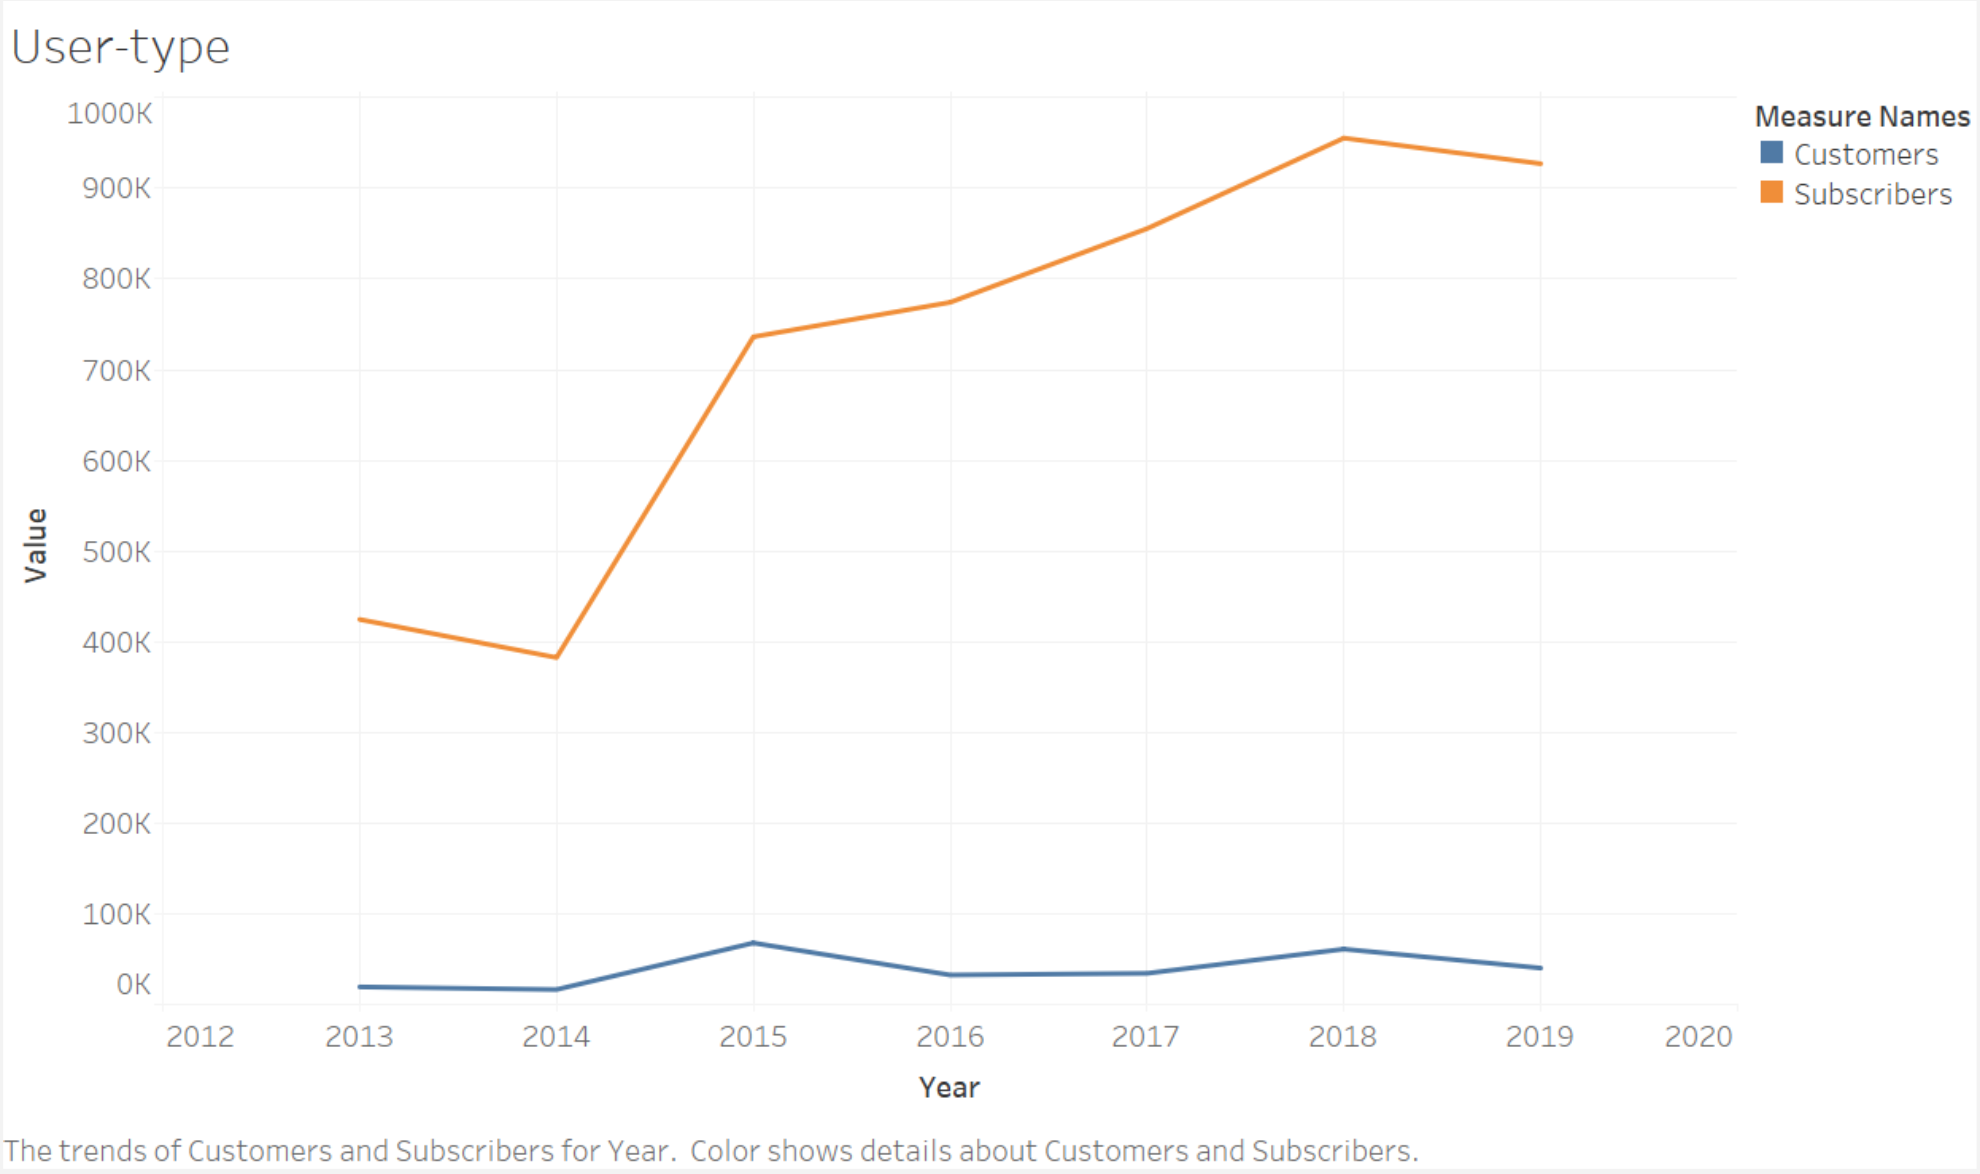 User-type
1000K
900K
800K
700K
600K
500K
400K
300K
200K
100K
0K
Value
2012 2013 2014 2015 2016 2017 2018 2019 2020
Year
Measure Names
Customers
Subscribers
The trends of Customers and Subscribers for Year.  Color shows details about Customers and Subscribers.